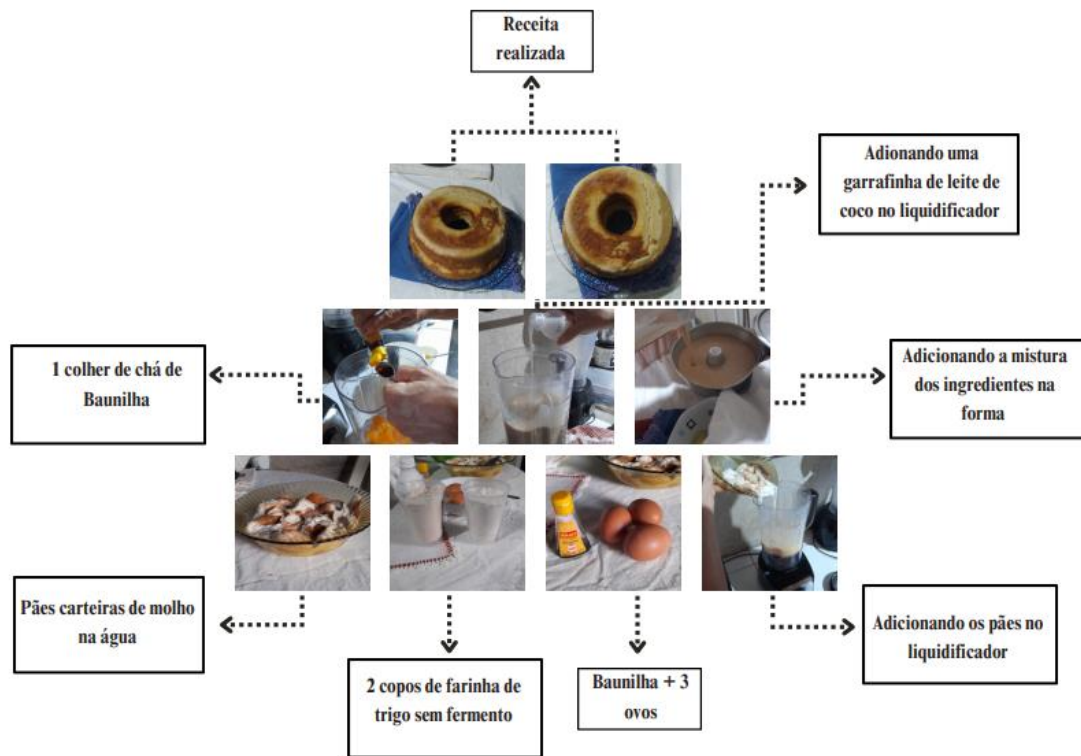 Receita
realizada
Adionando uma
garrafinha de leite de
coco no liquidificador
1 colher de chá de
Baunilha
Adicionando a mistura
dos ingredientes na
forma
Pães carteiras de molho
na água
2 copos de farinha de
trigo sem fermento
Baunilha + 3
ovos
Adicionando os pães no
liquidificador